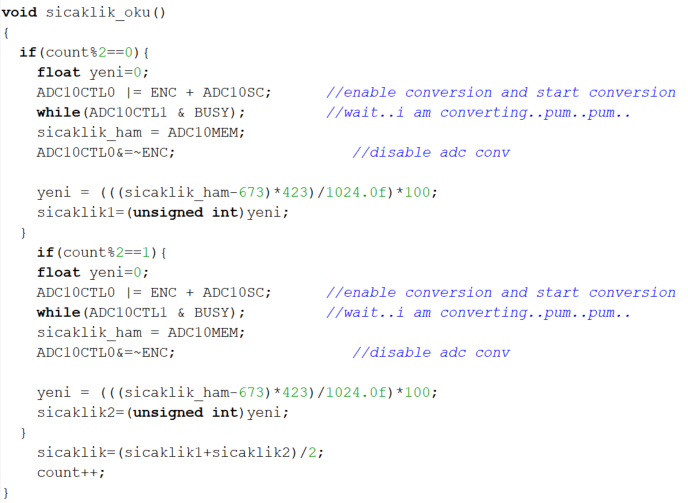 void sicaklik_oku()
{
  if(count%2==0){
    float yeni=0;
    ADC10CTL0 |= ENC + ADC10SC;      //enable conversion and start conversion
    while(ADC10CTL1 & BUSY);         //wait..i am converting..pum..pum..
    sicaklik_ham = ADC10MEM;
    ADC10CTL0&=~ENC;                    //disable adc conv

    yeni = (((sicaklik_ham-673)*423)/1024.0f)*100;
    sicaklik1=(unsigned int)yeni;
  }
    if(count%2==1){
    float yeni=0;
    ADC10CTL0 |= ENC + ADC10SC;      //enable conversion and start conversion
    while(ADC10CTL1 & BUSY);         //wait..i am converting..pum..pum..
    sicaklik_ham = ADC10MEM;
    ADC10CTL0&=~ENC;                    //disable adc conv

    yeni = (((sicaklik_ham-673)*423)/1024.0f)*100;
    sicaklik2=(unsigned int)yeni;
  }
    sicaklik=(sicaklik1+sicaklik2)/2;
    count++;
}